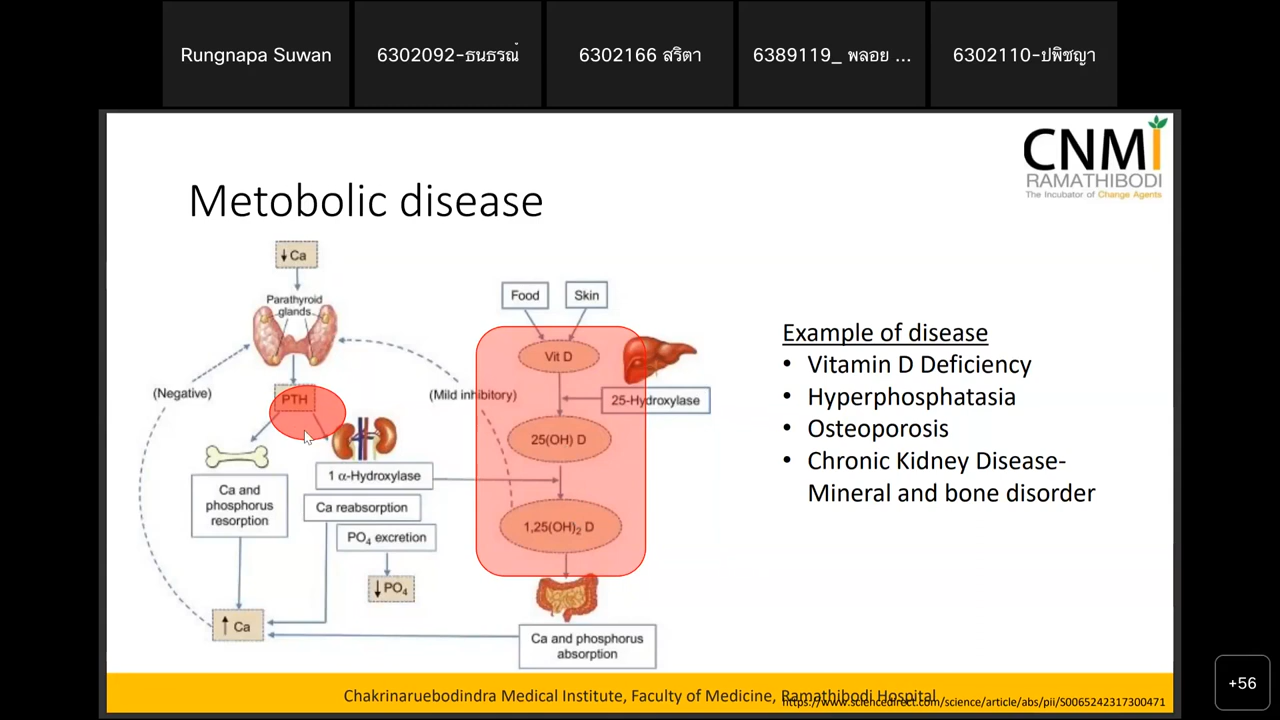 Rungnapa Suwan
6302092-ธนธรณ์
6302166 สริตา
6389119_ พลอย ...
6302110-ปพิชญา
CNMi
RAMATHIBODI
The Incubator of Change Agents
Metobolic disease
↓ Ca
Parathyroid
glands
PTH
(Negative)
(Mild inhibitory)
Ca and
phosphorus
resorption
1 α-Hydroxylase
Ca reabsorption
PO₄ excretion
↓ PO₄
↑ Ca
Food
Skin
Vit D
25-Hydroxylase
25(OH) D
1,25(OH)₂ D
Ca and phosphorus
absorption
Example of disease
• Vitamin D Deficiency
• Hyperphosphatasia
• Osteoporosis
• Chronic Kidney Disease-
Mineral and bone disorder
Chakrinaruebodindra Medical Institute, Faculty of Medicine, Ramathibodi Hospital
https://www.sciencedirect.com/science/article/abs/pii/S0065242317300471
+56